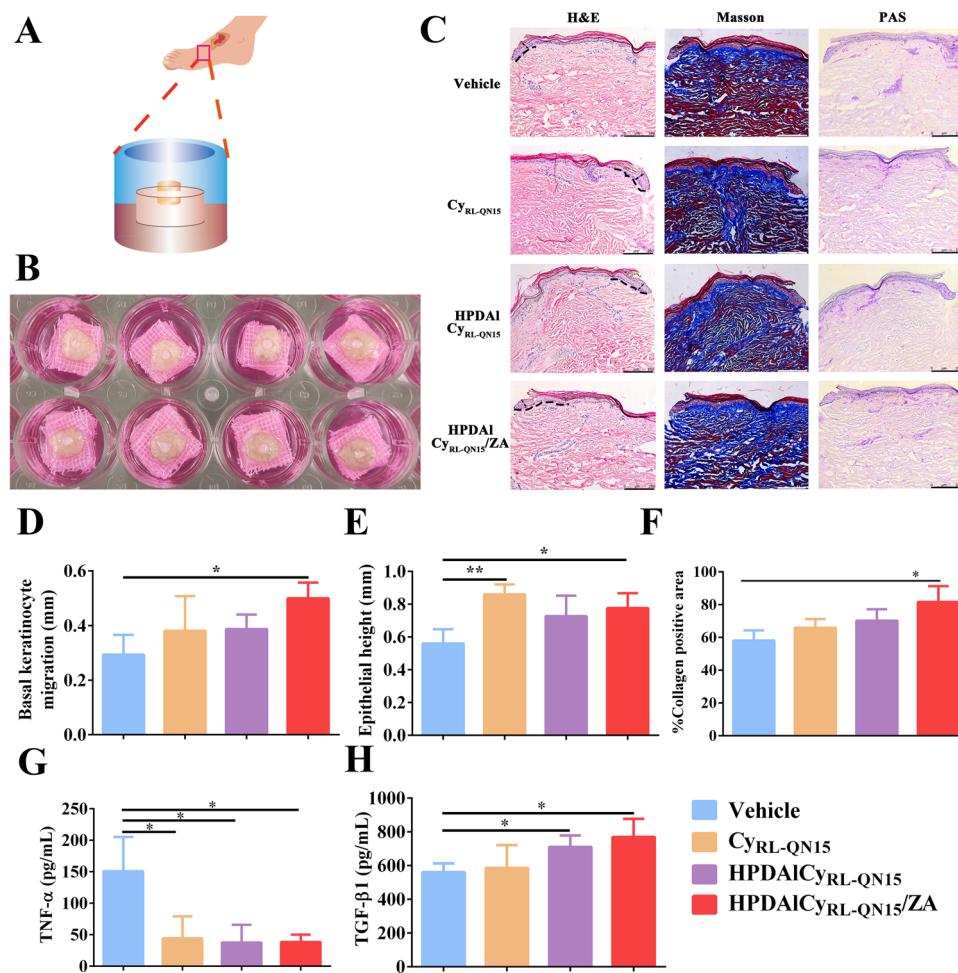 A
B
C
H&E
Masson
PAS
Vehicle
CyRL-QN15
HPDAl
CyRL-QN15
HPDAl
CyRL-QN15/ZA
D
Basal keratinocyte
migration (mm)
0.6
0.4
0.2
0.0
*
E
Epithelial height (mm)
1.0
0.8
0.6
0.4
0.2
0.0
**
*
F
%Collagen positive area
100
80
60
40
20
0
*
G
TNF-α (pg/mL)
250
200
150
100
50
0
*
*
*
H
TGF-β1 (pg/mL)
1000
800
600
400
200
0
*
*
Vehicle
CyRL-QN15
HPDAlCyRL-QN15
HPDAlCyRL-QN15/ZA